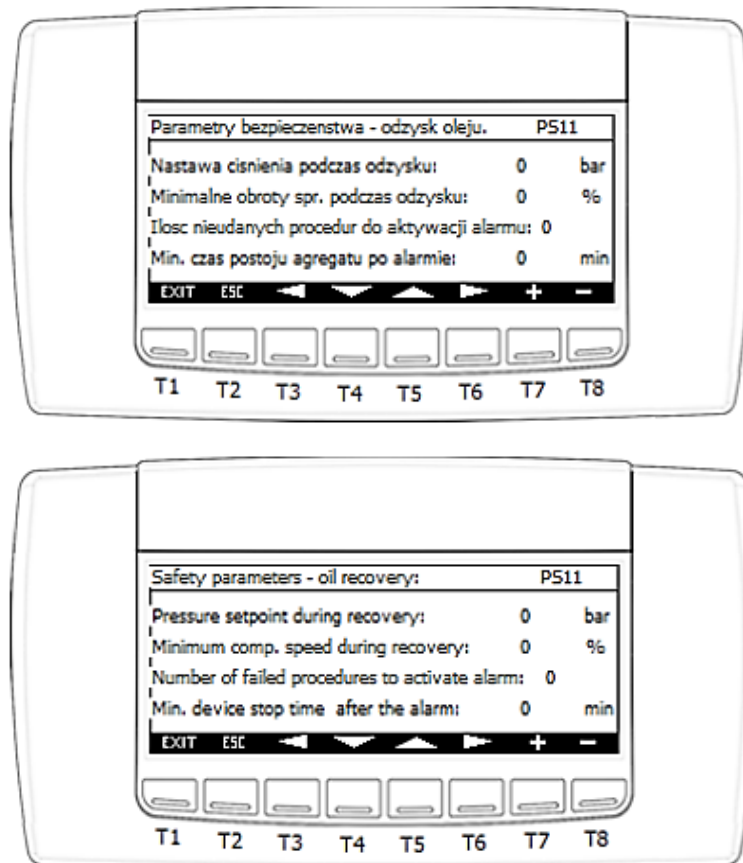 Parametry bezpieczenstwa - odzysk oleju. PS11
Nastawa cisnienia podczas odzysku: 0 bar
Minimalne obroty spr. podczas odzysku: 0 %
Ilosc nieudanych procedur do aktywacji alarmu: 0
Min. czas postoju agregatu po alarmie: 0 min
EXIT ESC + -
T1 T2 T3 T4 T5 T6 T7 T8
Safety parameters - oil recovery: PS11
Pressure setpoint during recovery: 0 bar
Minimum comp. speed during recovery: 0 %
Number of failed procedures to activate alarm: 0
Min. device stop time after the alarm: 0 min
EXIT ESC + -
T1 T2 T3 T4 T5 T6 T7 T8